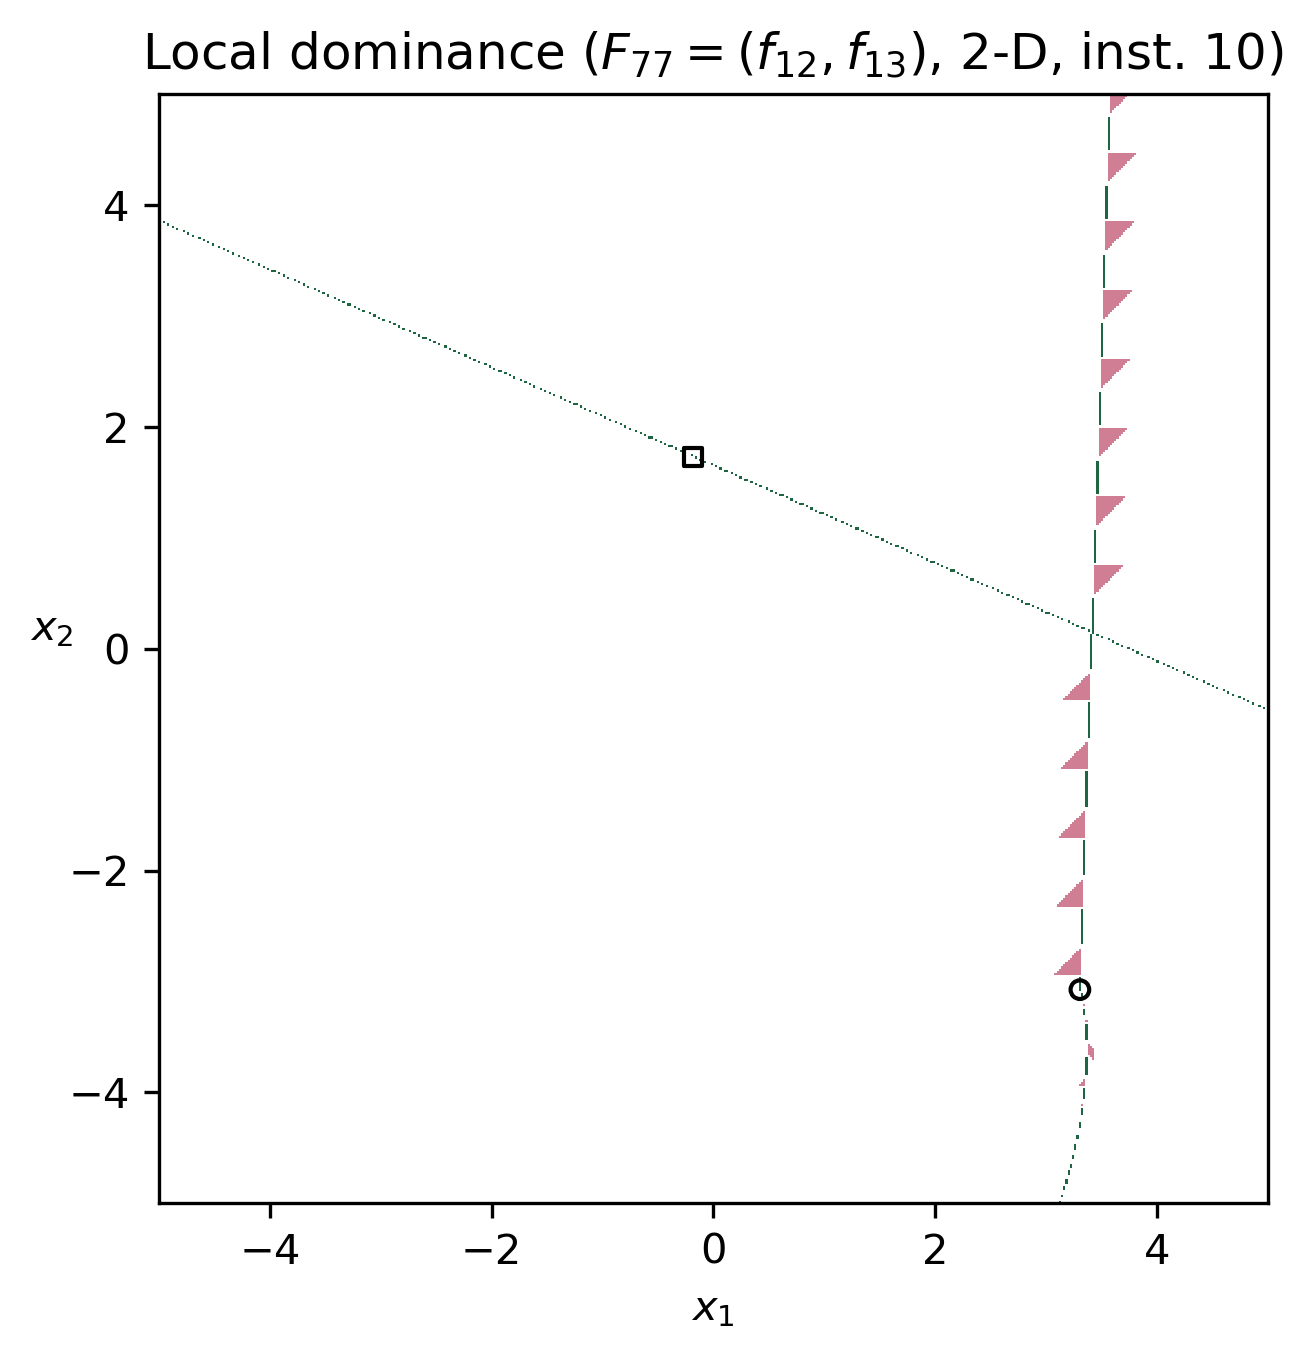 Local dominance (F₇₇ = (f₁₂, f₁₃), 2-D, inst. 10)
4
2
x₂
0
−2
−4
−4 −2 0 2 4
x₁